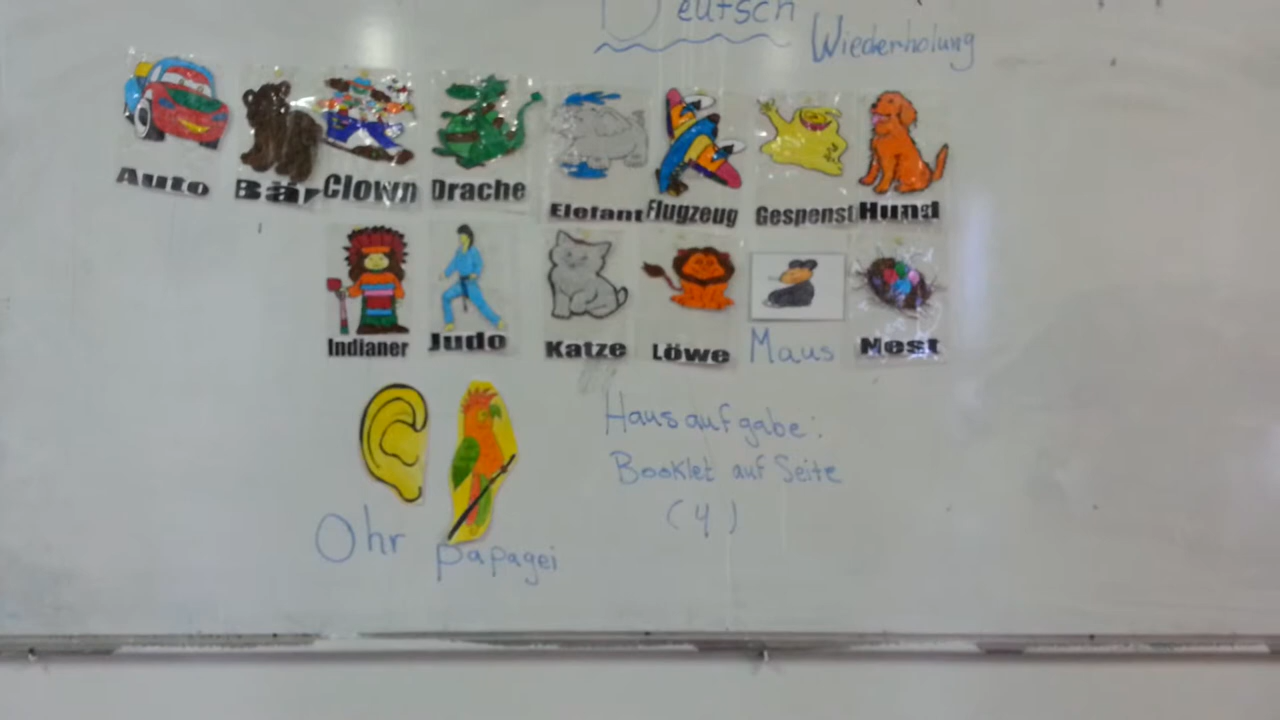 Deutsch
Wiederholung
Auto Bär Clown Drache Elefant Flugzeug Gespenst Hund
Indianer Judo Katze Löwe Maus Nest
Hausaufgabe:
Booklet auf Seite
(4)
Ohr papagei